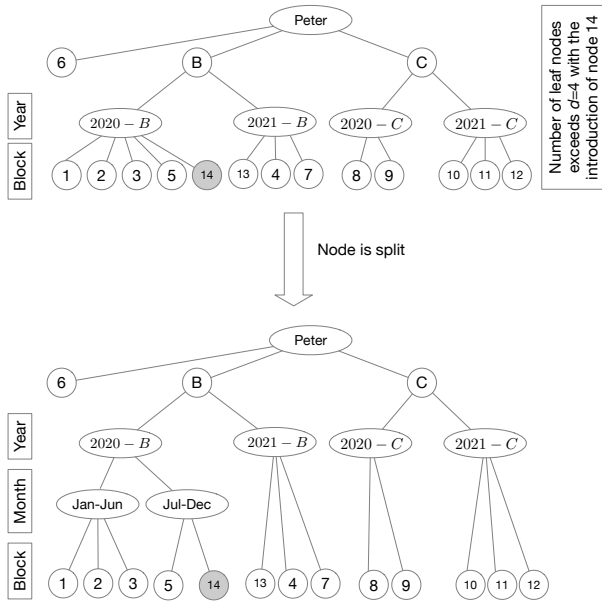 Peter
6
B
C
Year
2020 − B
2021 − B
2020 − C
2021 − C
Block
1
2
3
5
14
13
4
7
8
9
10
11
12
Number of leaf nodes
exceeds d=4 with the
introduction of node 14
Node is split
Peter
6
B
C
Year
2020 − B
2021 − B
2020 − C
2021 − C
Month
Jan-Jun
Jul-Dec
Block
1
2
3
5
14
13
4
7
8
9
10
11
12